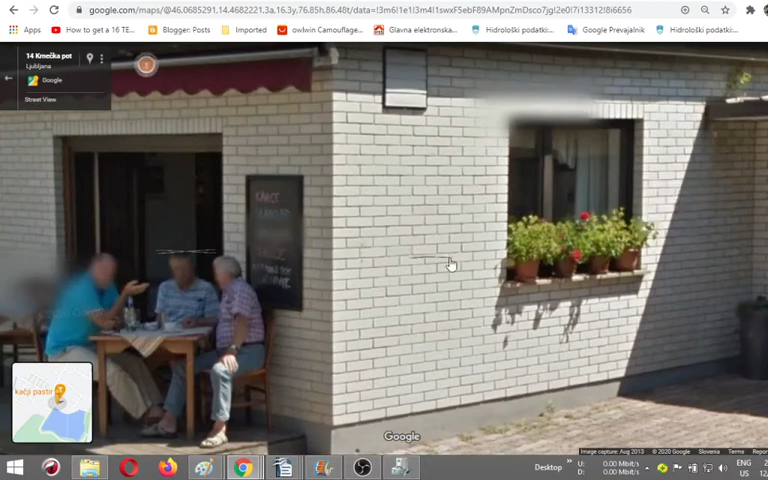 google.com/maps/@46.0685291,14.4682221,3a,16.3y,76.85h,86.48t/data=!3m6!1e1!3m4!1swxF5ebF89AMpnZmDsco7jg!2e0!7i13312!8i6656
Apps
How to get a 16 TE...
Blogger: Posts
Imported
owlwin Camouflage...
Glavna elektronska...
Hidrološki podatki:...
Google Prevajalnik
Hidrološki podatki:...
14 Kmečka pot
Ljubljana
Google
Street View
kačji pastir
Google
Image capture: Aug 2013 © 2020 Google Slovenia Terms
Desktop
U: 0.00 Mbit/s
D: 0.00 Mbit/s
EN
US